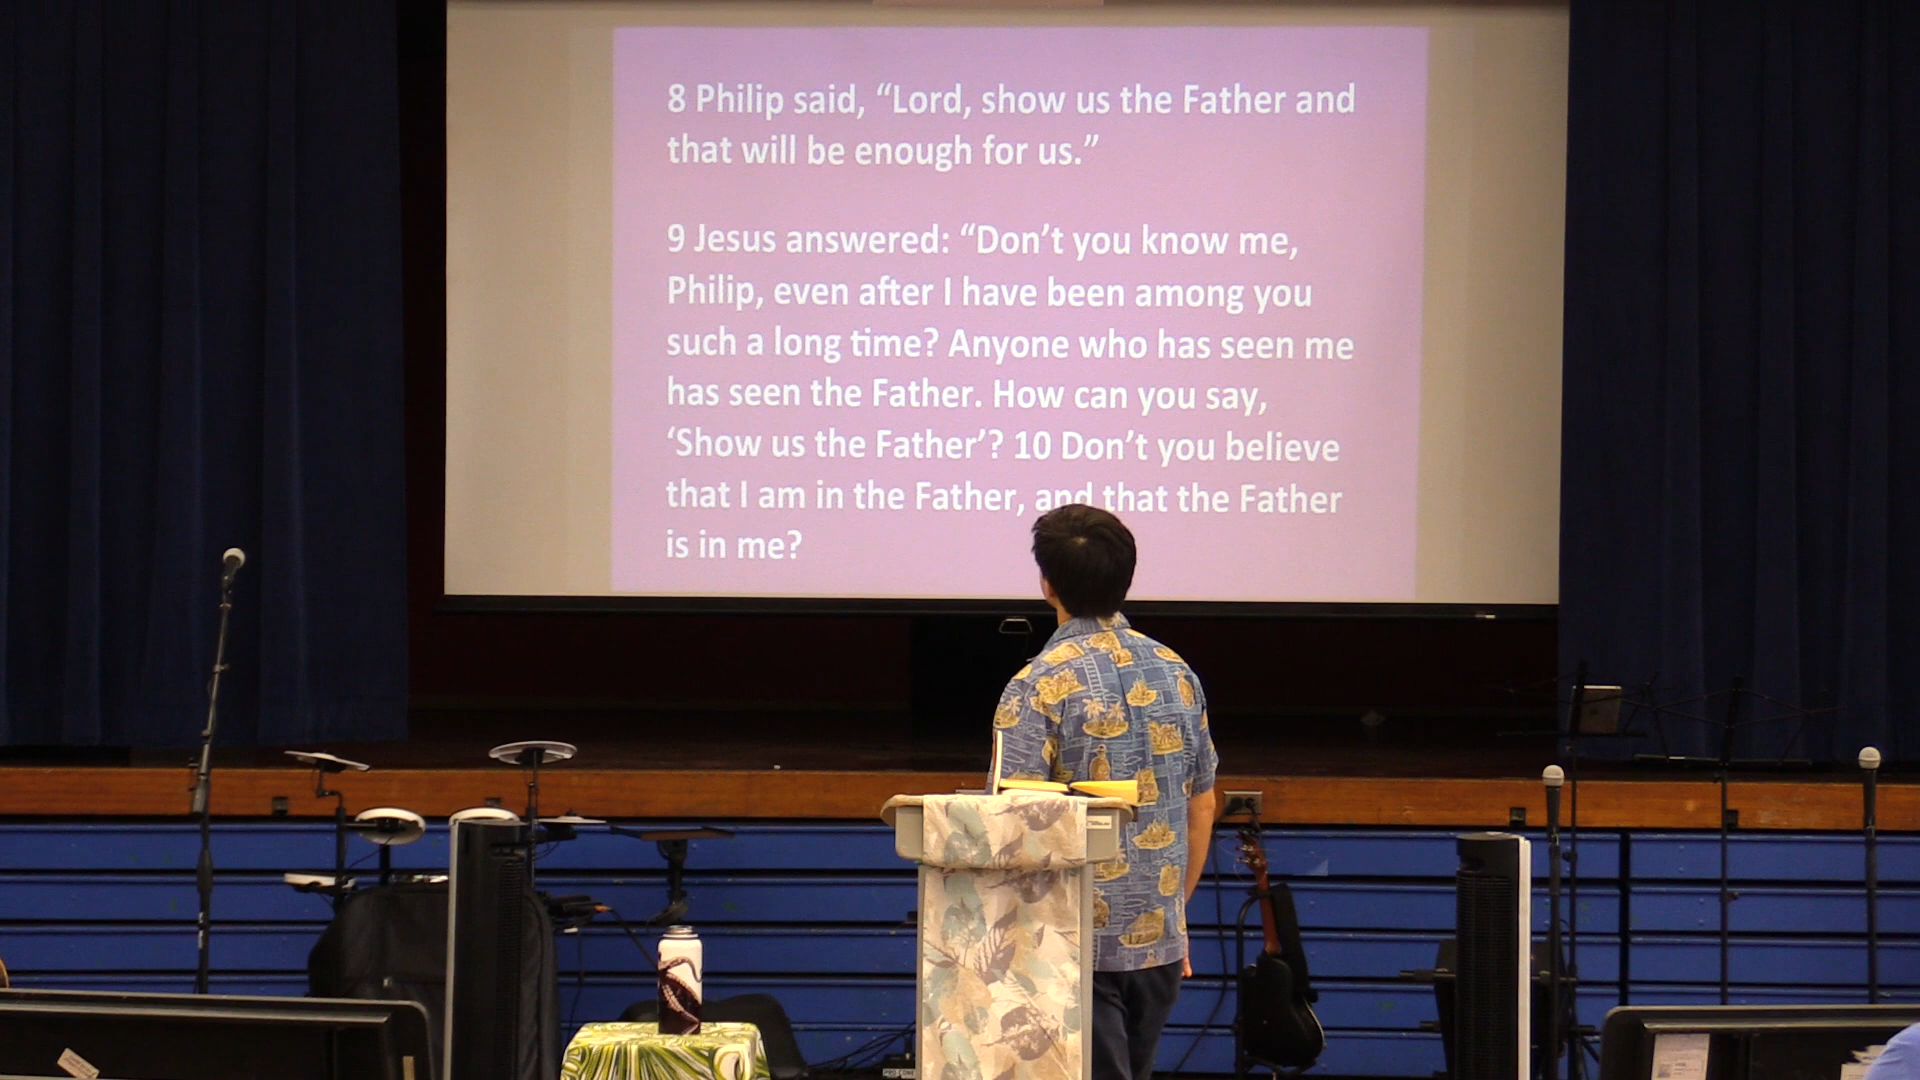 8 Philip said, “Lord, show us the Father and
that will be enough for us.”
9 Jesus answered: “Don’t you know me,
Philip, even after I have been among you
such a long time? Anyone who has seen me
has seen the Father. How can you say,
‘Show us the Father’? 10 Don’t you believe
that I am in the Father, and that the Father
is in me?